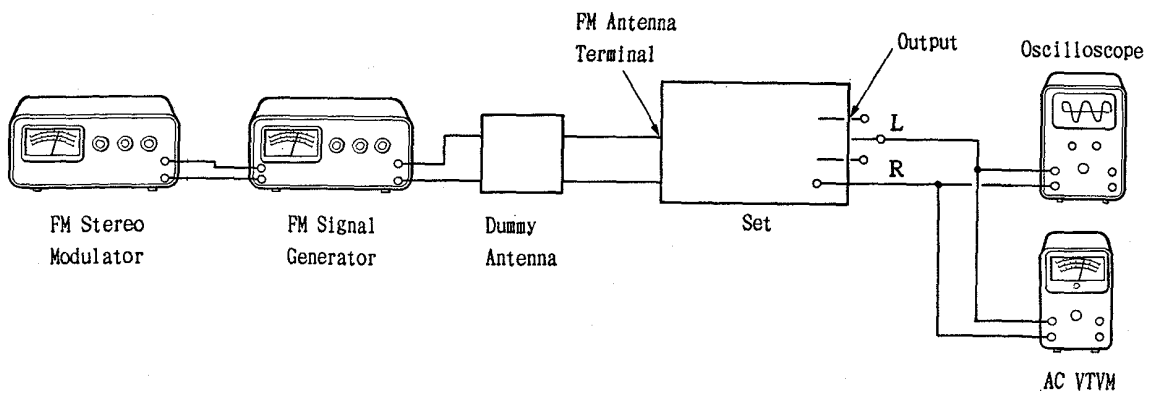 FM Antenna
Terminal
Output
Oscilloscope
L
R
FM Stereo
Modulator
FM Signal
Generator
Dummy
Antenna
Set
AC VTVM